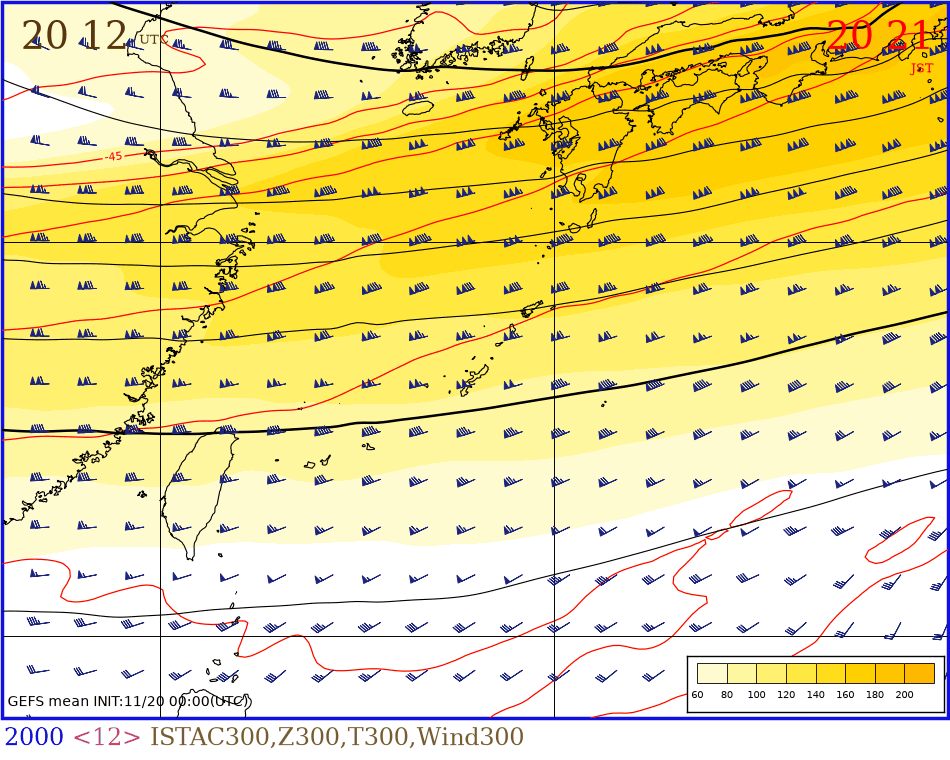 20 12 UTC
20 21
JST
-45
60 80 100 120 140 160 180 200
GEFS mean INIT:11/20 00:00(UTC)
2000 <12> ISTAC300,Z300,T300,Wind300